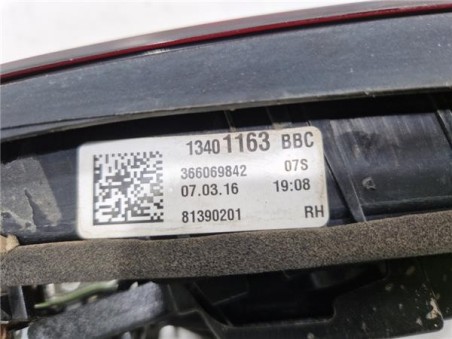 13401163 BBC
366069842 07S
07.03.16 19:08
81390201 RH